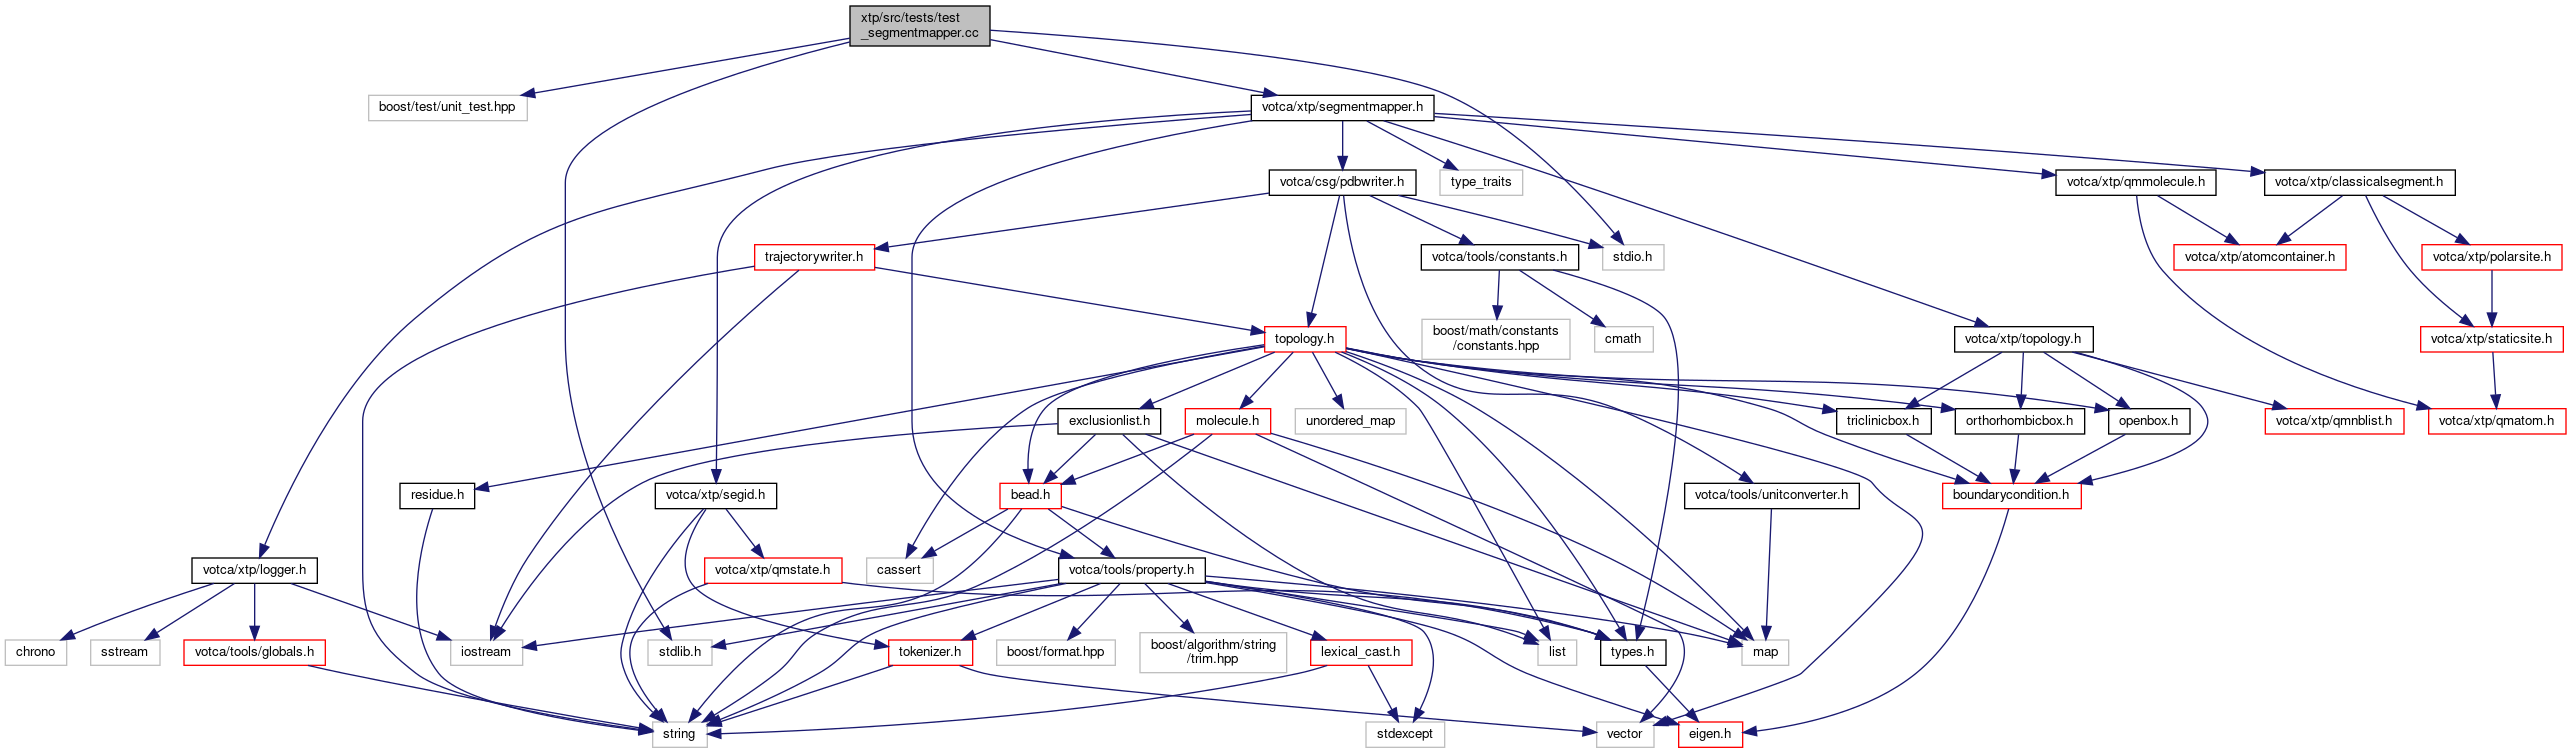 xtp/src/tests/test
_segmentmapper.cc
boost/test/unit_test.hpp
votca/xtp/segmentmapper.h
votca/csg/pdbwriter.h
type_traits
votca/xtp/qmmolecule.h
votca/xtp/classicalsegment.h
trajectorywriter.h
votca/tools/constants.h
stdio.h
votca/xtp/atomcontainer.h
votca/xtp/polarsite.h
topology.h
boost/math/constants
/constants.hpp
cmath
votca/xtp/topology.h
votca/xtp/staticsite.h
exclusionlist.h
molecule.h
unordered_map
triclinicbox.h
orthorhombicbox.h
openbox.h
votca/xtp/qmnblist.h
votca/xtp/qmatom.h
residue.h
votca/xtp/segid.h
bead.h
votca/tools/unitconverter.h
boundarycondition.h
votca/xtp/logger.h
votca/xtp/qmstate.h
cassert
votca/tools/property.h
chrono
sstream
votca/tools/globals.h
iostream
stdlib.h
tokenizer.h
boost/format.hpp
boost/algorithm/string
/trim.hpp
lexical_cast.h
list
types.h
map
string
stdexcept
vector
eigen.h